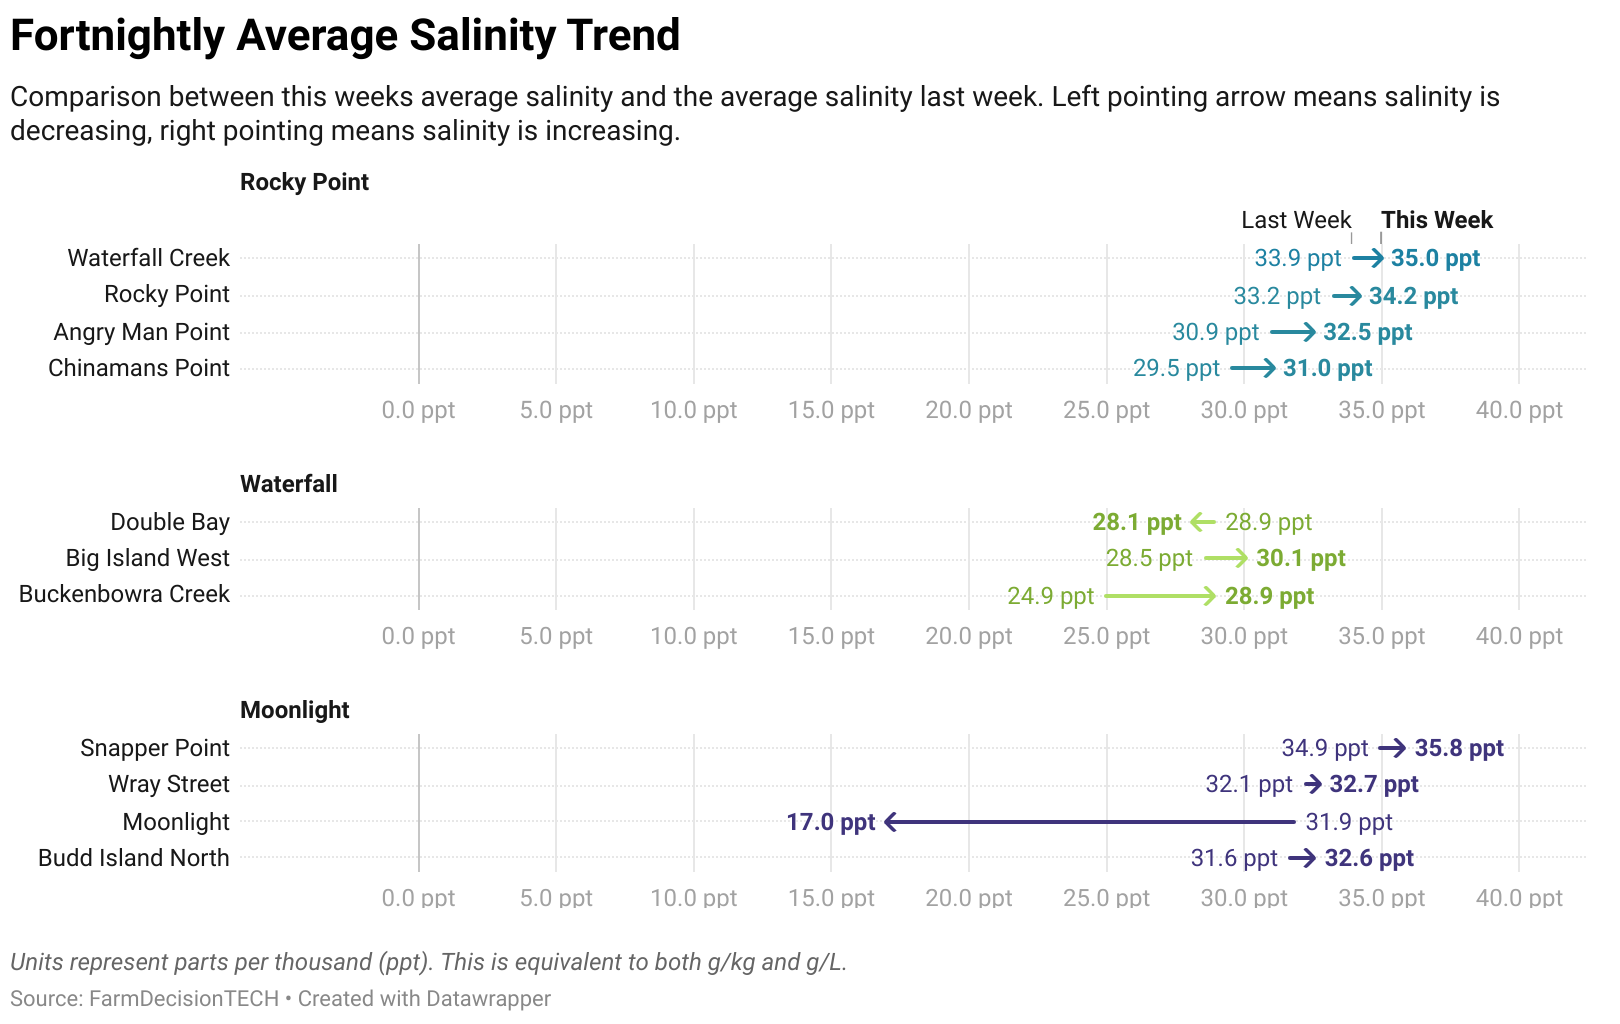 Fortnightly Average Salinity Trend
Comparison between this weeks average salinity and the average salinity last week. Left pointing arrow means salinity is
decreasing, right pointing means salinity is increasing.
Rocky Point
Last Week This Week
Waterfall Creek 33.9 ppt 35.0 ppt
Rocky Point 33.2 ppt 34.2 ppt
Angry Man Point 30.9 ppt 32.5 ppt
Chinamans Point 29.5 ppt 31.0 ppt
0.0 ppt 5.0 ppt 10.0 ppt 15.0 ppt 20.0 ppt 25.0 ppt 30.0 ppt 35.0 ppt 40.0 ppt
Waterfall
Double Bay 28.1 ppt 28.9 ppt
Big Island West 28.5 ppt 30.1 ppt
Buckenbowra Creek 24.9 ppt 28.9 ppt
0.0 ppt 5.0 ppt 10.0 ppt 15.0 ppt 20.0 ppt 25.0 ppt 30.0 ppt 35.0 ppt 40.0 ppt
Moonlight
Snapper Point 34.9 ppt 35.8 ppt
Wray Street 32.1 ppt 32.7 ppt
Moonlight 17.0 ppt 31.9 ppt
Budd Island North 31.6 ppt 32.6 ppt
0.0 ppt 5.0 ppt 10.0 ppt 15.0 ppt 20.0 ppt 25.0 ppt 30.0 ppt 35.0 ppt 40.0 ppt
Units represent parts per thousand (ppt). This is equivalent to both g/kg and g/L.
Source: FarmDecisionTECH • Created with Datawrapper